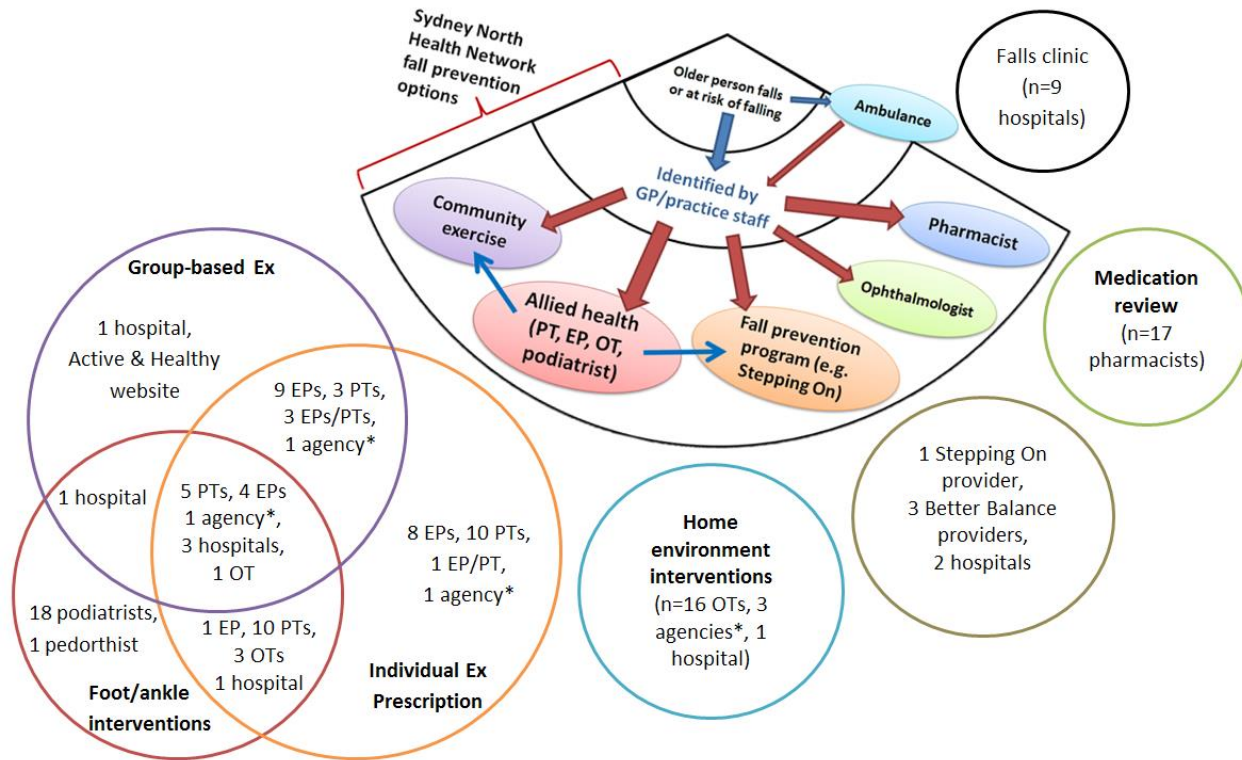 Sydney North
Health Network
fall prevention
options
Older person falls
or at risk of falling
Ambulance
Falls clinic
(n=9
hospitals)
Identified by
GP/practice staff
Community
exercise
Pharmacist
Ophthalmologist
Allied health
(PT, EP, OT,
podiatrist)
Fall prevention
program (e.g.
Stepping On)
Medication
review
(n=17
pharmacists)
Group-based Ex
1 hospital,
Active & Healthy
website
9 EPs, 3 PTs,
3 EPs/PTs,
1 agency*
1 hospital
5 PTs, 4 EPs
1 agency*,
3 hospitals,
1 OT
8 EPs, 10 PTs,
1 EP/PT,
1 agency*
18 podiatrists,
1 pedorthist
1 EP, 10 PTs,
3 OTs
1 hospital
Foot/ankle
interventions
Individual Ex
Prescription
Home
environment
interventions
(n=16 OTs, 3
agencies*, 1
hospital)
1 Stepping On
provider,
3 Better Balance
providers,
2 hospitals